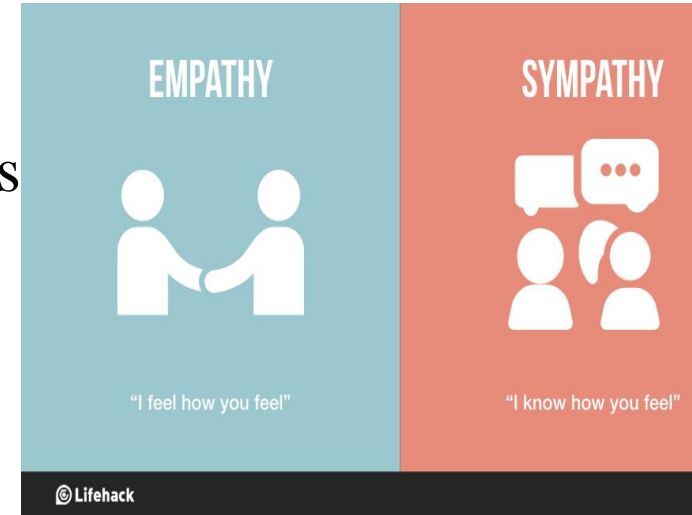 s
EMPATHY
SYMPATHY
“I feel how you feel”
“I know how you feel”
Lifehack